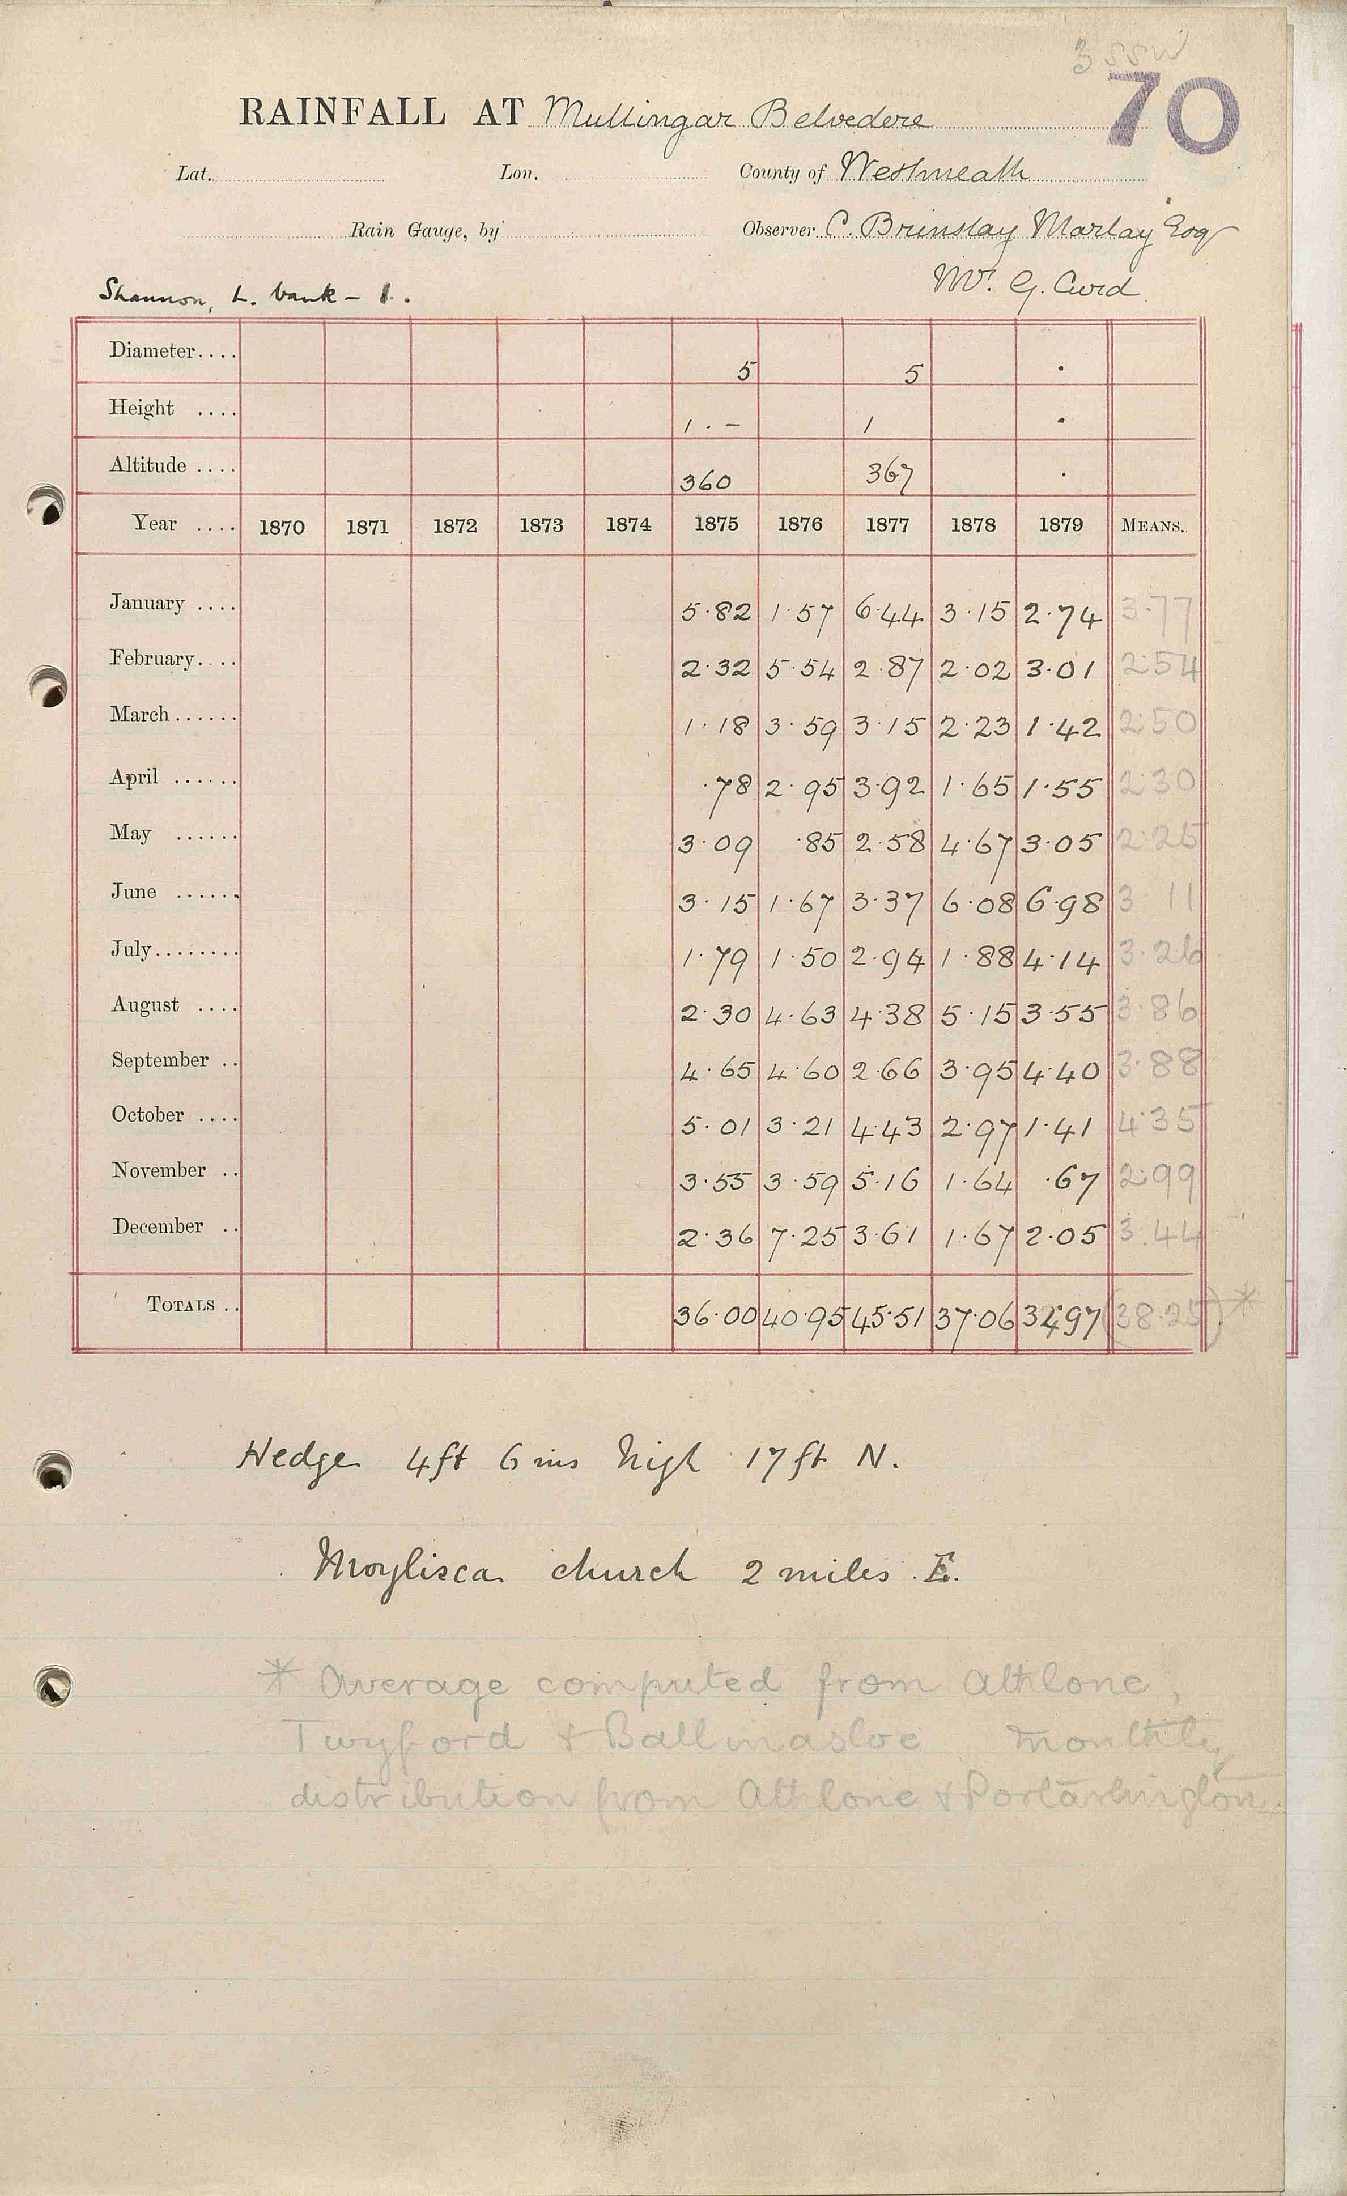 3 SSW
70
RAINFALL AT Mullingar Belvedere
Lat. Lon. County of Westmeath
Rain Gauge, by Observer C. Brinslay Marlay Esq
Shannon, L. bank - 1. Mr. G. Curd
Diameter.... 5 5 .
Height .... 1 . - 1 .
Altitude .... 360 367 .
Year .... 1870 1871 1872 1873 1874 1875 1876 1877 1878 1879 MEANS.
January .... 5.82 1.57 6.44 3.15 2.74 3.77
February.... 2.32 5.54 2.87 2.02 3.01 2.54
March...... 1.18 3.59 3.15 2.23 1.42 2.50
April ...... .78 2.95 3.92 1.65 1.55 2.30
May ...... 3.09 .85 2.58 4.67 3.05 2.25
June ...... 3.15 1.67 3.37 6.08 6.98 3.11
July........ 1.79 1.50 2.94 1.88 4.14 3.26
August .... 2.30 4.63 4.38 5.15 3.55 3.86
September .. 4.65 4.60 2.66 3.95 4.40 3.88
October .... 5.01 3.21 4.43 2.97 1.41 4.35
November .. 3.55 3.59 5.16 1.64 .67 2.99
December .. 2.36 7.25 3.61 1.67 2.05 3.44
TOTALS .. 36.00 40.95 45.51 37.06 34.97 (38.25)*
Hedge 4ft 6 ins high 17ft N.
Moylisca church 2 miles E.
* Average computed from Athlone,
Twyford & Ballinasloe monthly
distribution from Athlone & Portarlington.